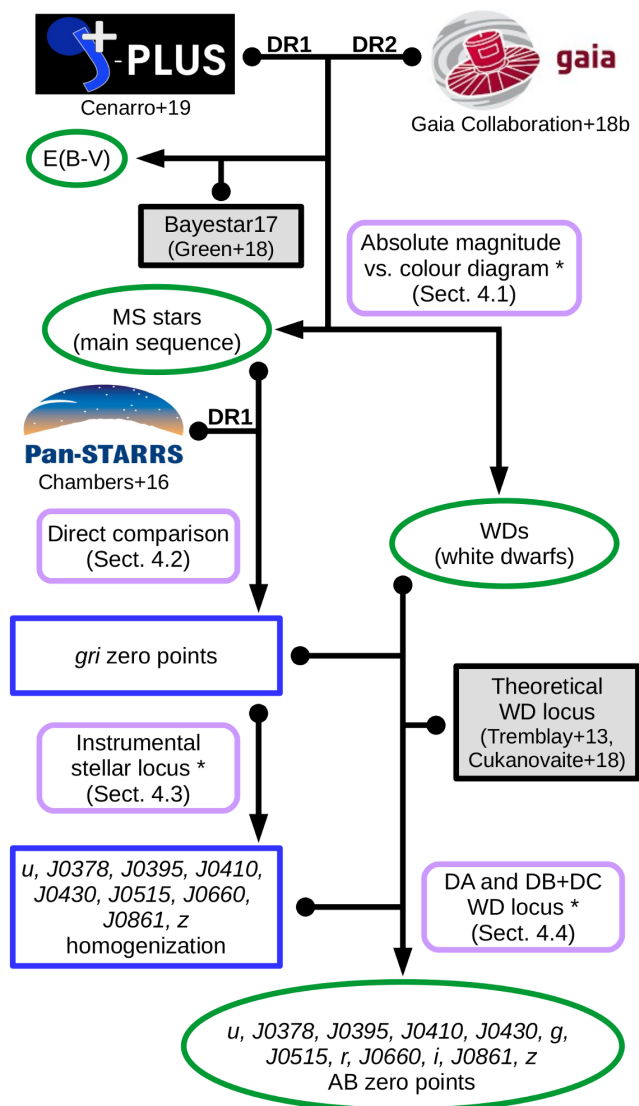 S-PLUS
DR1
DR2
gaia
Cenarro+19
Gaia Collaboration+18b
E(B-V)
Bayestar17
(Green+18)
Absolute magnitude
vs. colour diagram *
(Sect. 4.1)
MS stars
(main sequence)
DR1
Pan-STARRS
Chambers+16
Direct comparison
(Sect. 4.2)
WDs
(white dwarfs)
gri zero points
Theoretical
WD locus
(Tremblay+13,
Cukanovaite+18)
Instrumental
stellar locus *
(Sect. 4.3)
u, J0378, J0395, J0410,
J0430, J0515, J0660,
J0861, z
homogenization
DA and DB+DC
WD locus *
(Sect. 4.4)
u, J0378, J0395, J0410, J0430, g,
J0515, r, J0660, i, J0861, z
AB zero points